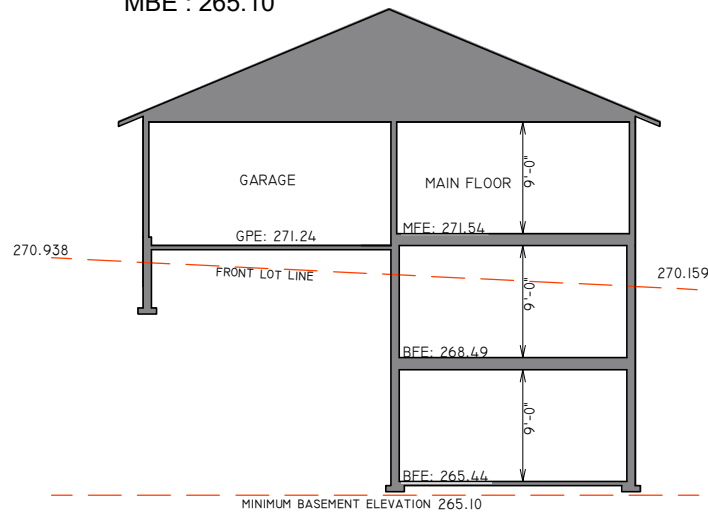 MBE : 265.10
GARAGE
MAIN FLOOR
9'-0"
GPE: 271.24
MFE: 271.54
270.938
FRONT LOT LINE
270.159
9'-0"
BFE: 268.49
9'-0"
BFE: 265.44
MINIMUM BASEMENT ELEVATION 265.10